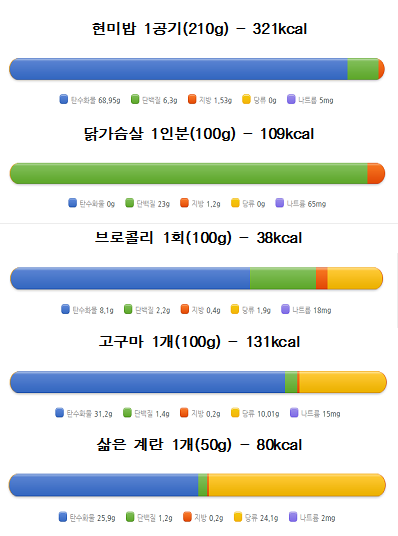 현미밥 1공기(210g) - 321kcal
탄수화물 68,95g 단백질 6,3g 지방 1,53g 당류 0g 나트륨 5mg
닭가슴살 1인분(100g) - 109kcal
탄수화물 0g 단백질 23g 지방 1,2g 당류 0g 나트륨 65mg
브로콜리 1회(100g) - 38kcal
탄수화물 8,1g 단백질 2,2g 지방 0,4g 당류 1,9g 나트륨 18mg
고구마 1개(100g) - 131kcal
탄수화물 31,2g 단백질 1,4g 지방 0,2g 당류 10,01g 나트륨 15mg
삶은 계란 1개(50g) - 80kcal
탄수화물 25,9g 단백질 1,2g 지방 0,2g 당류 24,1g 나트륨 2mg